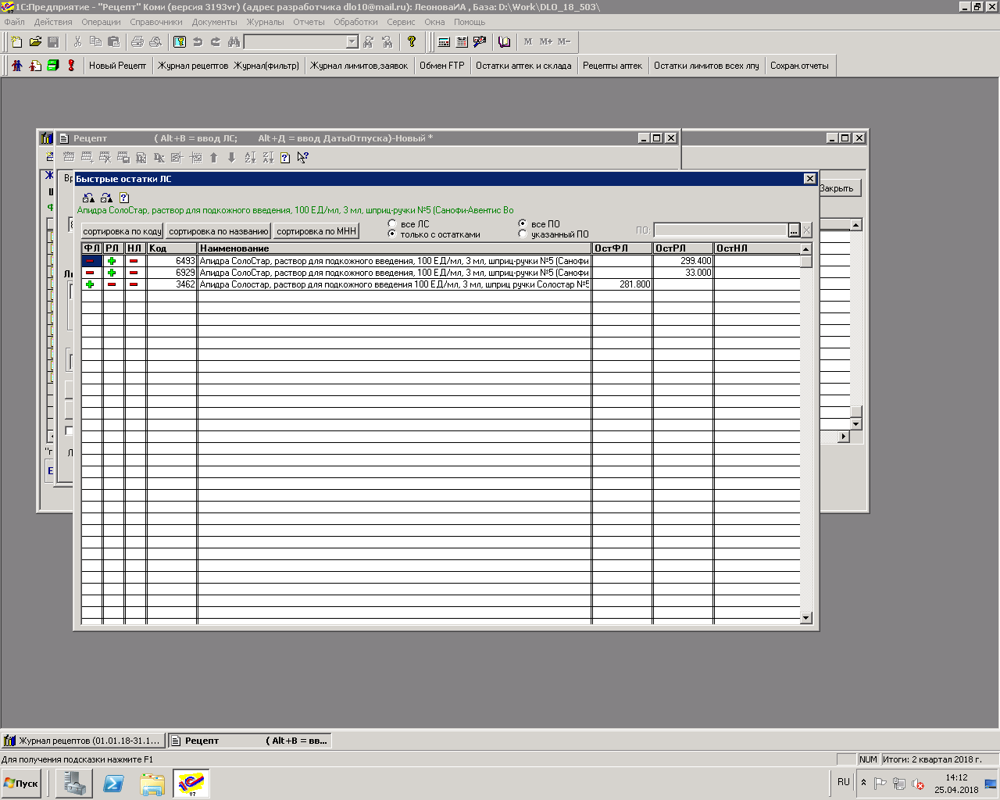 1С:Предприятие - "Рецепт" Коми (версия 3193vr) (адрес разработчика dlo10@mail.ru): ЛеоноваИА , База: D:\Work\DLO_18_503\
Файл Действия Операции Справочники Документы Журналы Отчеты Обработки Сервис Окна Помощь
M M+ M-
Новый Рецепт Журнал рецептов Журнал(фильтр) Журнал лимитов,заявок Обмен FTP Остатки аптек и склада Рецепты аптек Остатки лимитов всех лпу Сохран.отчеты
Рецепт ( Alt+В = ввод ЛС; Alt+Д = ввод ДатыОтпуска)-Новый *
Закрыть
Быстрые остатки ЛС
Апидра СолоСтар, раствор для подкожного введения, 100 ЕД/мл, 3 мл, шприц-ручки №5 (Санофи-Авентис Во
сортировка по коду сортировка по названию сортировка по МНН
все ЛС
только с остатками
все ПО
указанный ПО
ПО:
ФЛ РЛ НЛ Код Наименование ОстФЛ ОстРЛ ОстНЛ
6493 Апидра СолоСтар, раствор для подкожного введения, 100 ЕД/мл, 3 мл, шприц-ручки №5 (Санофи 299.400
6929 Апидра СолоСтар, раствор для подкожного введения, 100 ЕД/мл, 3 мл, шприц-ручки №5 (Санофи 33.000
3462 Апидра Солостар, раствор для подкожного введения 100 ЕД/мл, 3 мл, шприц ручки Солостар №5 281.800
Журнал рецептов (01.01.18-31.1...
Рецепт ( Alt+В = вв...
Для получения подсказки нажмите F1
NUM Итоги: 2 квартал 2018 г.
Пуск
RU
14:12
25.04.2018